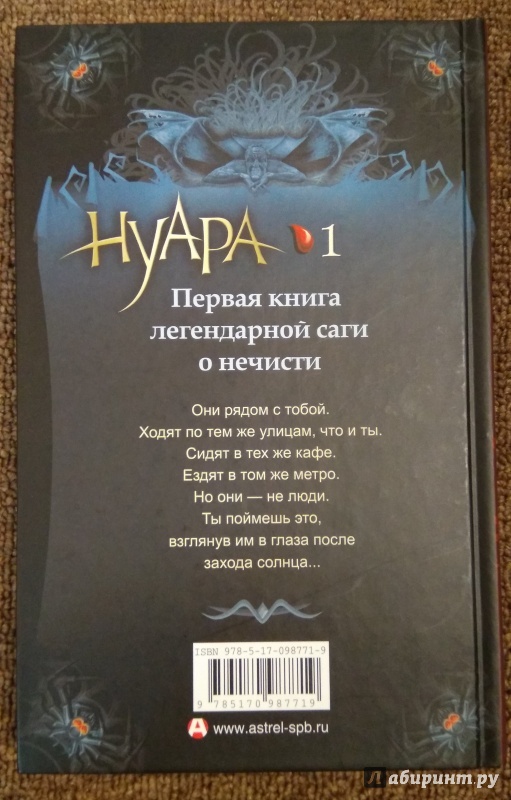 НУАРА 1
Первая книга
легендарной саги
о нечисти
Они рядом с тобой.
Ходят по тем же улицам, что и ты.
Сидят в тех же кафе.
Ездят в том же метро.
Но они — не люди.
Ты поймешь это,
взглянув им в глаза после
захода солнца...
ISBN 978-5-17-098771-9
9 785170 987719
А www.astrel-spb.ru
Лабиринт.ру